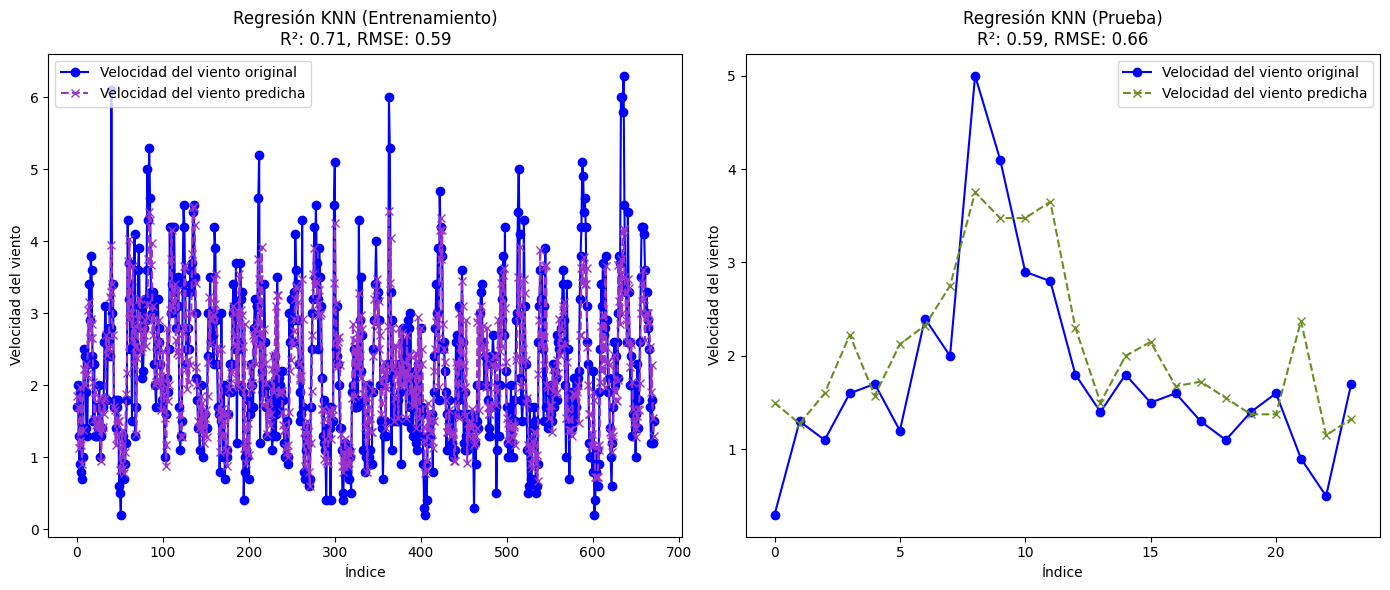 Regresión KNN (Entrenamiento)
R²: 0.71, RMSE: 0.59
Velocidad del viento original
Velocidad del viento predicha
Velocidad del viento
6
5
4
3
2
1
0
0 100 200 300 400 500 600 700
Índice
Regresión KNN (Prueba)
R²: 0.59, RMSE: 0.66
Velocidad del viento original
Velocidad del viento predicha
Velocidad del viento
5
4
3
2
1
0 5 10 15 20
Índice